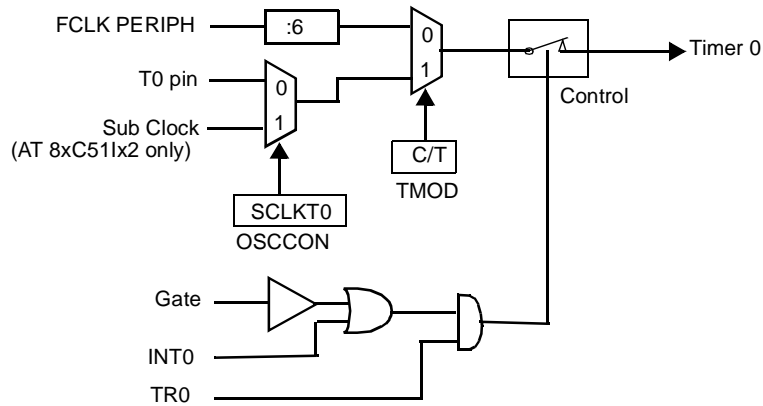 FCLK PERIPH
:6
0
1
Timer 0
T0 pin
0
1
Control
Sub Clock
(AT 8xC51Ix2 only)
C/T
TMOD
SCLKT0
OSCCON
Gate
INT0
TR0